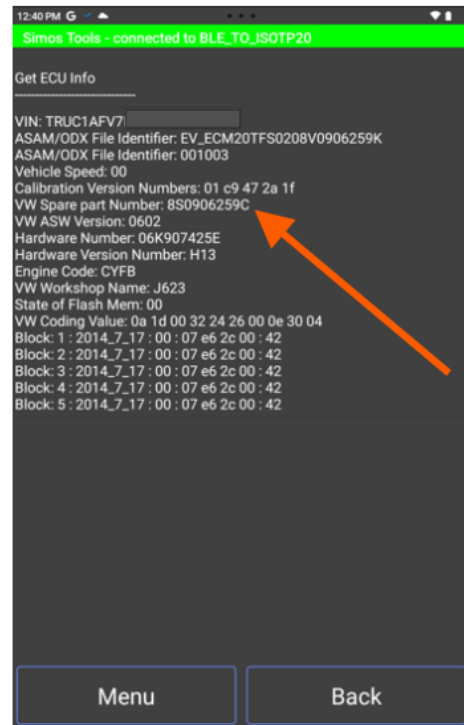 12:40 PM G
Simos Tools - connected to BLE_TO_ISOTP20
Get ECU Info
------------------------------
VIN: TRUC1AFV7
ASAM/ODX File Identifier: EV_ECM20TFS0208V0906259K
ASAM/ODX File Identifier: 001003
Vehicle Speed: 00
Calibration Version Numbers: 01 c9 47 2a 1f
VW Spare part Number: 8S0906259C
VW ASW Version: 0602
Hardware Number: 06K907425E
Hardware Version Number: H13
Engine Code: CYFB
VW Workshop Name: J623
State of Flash Mem: 00
VW Coding Value: 0a 1d 00 32 24 26 00 0e 30 04
Block: 1 : 2014_7_17 : 00 : 07 e6 2c 00 : 42
Block: 2 : 2014_7_17 : 00 : 07 e6 2c 00 : 42
Block: 3 : 2014_7_17 : 00 : 07 e6 2c 00 : 42
Block: 4 : 2014_7_17 : 00 : 07 e6 2c 00 : 42
Block: 5 : 2014_7_17 : 00 : 07 e6 2c 00 : 42
Menu
Back